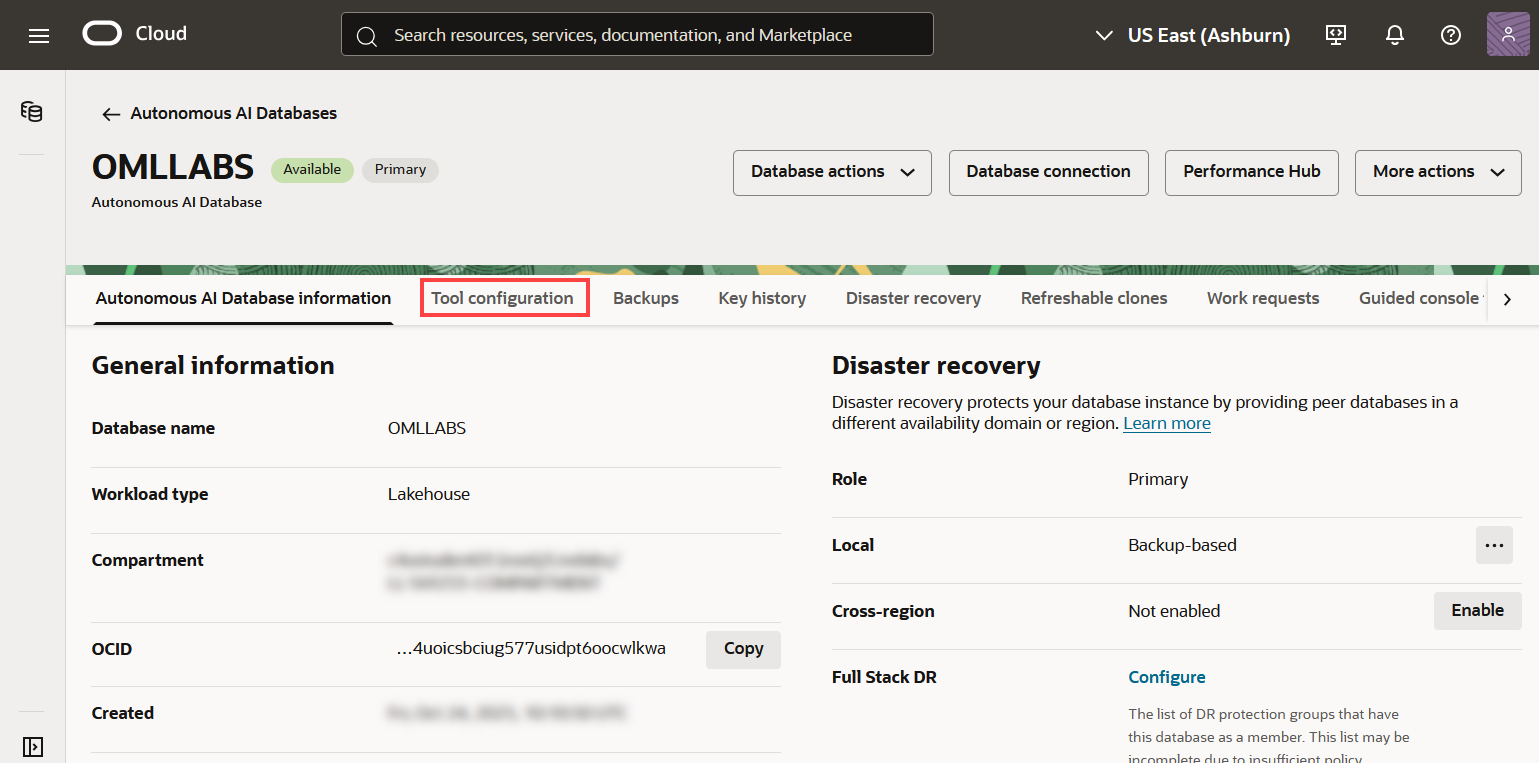 Cloud
Search resources, services, documentation, and Marketplace
US East (Ashburn)
Autonomous AI Databases
OMLLABS
Available
Primary
Autonomous AI Database
Database actions
Database connection
Performance Hub
More actions
Autonomous AI Database information
Tool configuration
Backups
Key history
Disaster recovery
Refreshable clones
Work requests
Guided console
General information
Database name
OMLLABS
Workload type
Lakehouse
Compartment
OCID
...4uoicsbciug577usidpt6oocwlkwa
Copy
Created
Disaster recovery
Disaster recovery protects your database instance by providing peer databases in a
different availability domain or region. Learn more
Role
Primary
Local
Backup-based
Cross-region
Not enabled
Enable
Full Stack DR
Configure
The list of DR protection groups that have
this database as a member. This list may be
incomplete due to insufficient policy